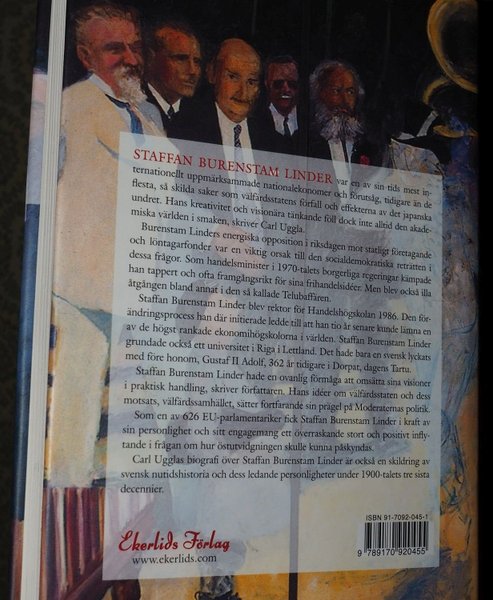 STAFFAN BURENSTAM LINDER var en av sin tids mest in-
ternationellt uppmärksammade nationalekonomer och förutsåg, tidigare än de
flesta, så skilda saker som välfärdsstatens förfall och effekterna av det japanska
undret. Hans kreativitet och visionära tänkande föll dock inte alltid den akade-
miska världen i smaken, skriver Carl Uggla.
Burenstam Linders energiska opposition i riksdagen mot statligt företagande
och löntagarfonder var en viktig orsak till den socialdemokratiska reträtten i
dessa frågor. Som handelsminister i 1970-talets borgerliga regeringar kämpade
han tappert och ofta framgångsrikt för sina frihandelsidéer. Men blev också illa
åtgången bland annat i den så kallade Telubaffären.
Staffan Burenstam Linder blev rektor för Handelshögskolan 1986. Den för-
ändringsprocess han där initierade ledde till att han tio år senare kunde lämna en
av de högst rankade ekonomihögskolorna i världen. Staffan Burenstam Linder
grundade också ett universitet i Riga i Lettland. Det hade bara en svensk lyckats
med före honom, Gustaf II Adolf, 362 år tidigare i Dorpat, dagens Tartu.
Staffan Burenstam Linder hade en ovanlig förmåga att omsätta sina visioner
i praktisk handling, skriver författaren. Hans idéer om välfärdsstaten och dess
motsats, välfärdssamhället, sätter fortfarande sin prägel på Moderaternas politik.
Som en av 626 EU-parlamentariker fick Staffan Burenstam Linder i kraft av
sin personlighet och sitt engagemang ett överraskande stort och positivt infly-
tande i frågan om hur östutvidgningen skulle kunna påskyndas.
Carl Ugglas biografi över Staffan Burenstam Linder är också en skildring av
svensk nutidshistoria och dess ledande personligheter under 1900-talets tre sista
decennier.
Ekerlids Förlag
www.ekerlids.com
ISBN 91-7092-045-1
9 789170 920455